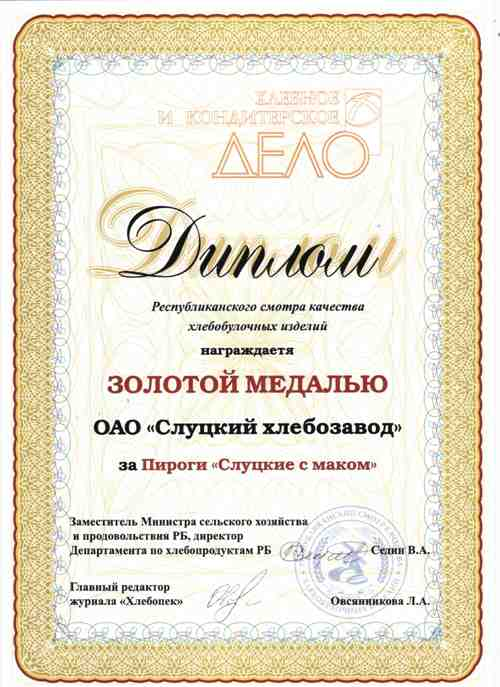 ХЛЕБНОЕ
И КОНДИТЕРСКОЕ
ДЕЛО
Диплом
Республиканского смотра качества
хлебобулочных изделий
награждаетя
ЗОЛОТОЙ МЕДАЛЬЮ
ОАО «Слуцкий хлебозавод»
за Пироги «Слуцкие с маком»
Заместитель Министра сельского хозяйства
и продовольствия РБ, директор
Департамента по хлебопродуктам РБ Седин В.А.
Главный редактор
журнала «Хлебопек» Овсянникова Л.А.